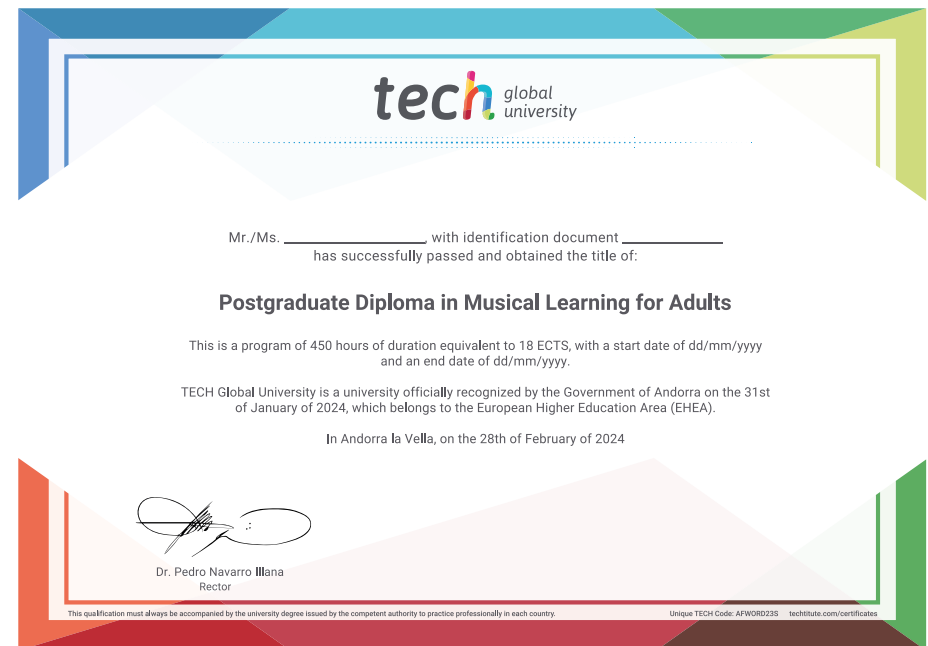 tech global
university
Mr./Ms. ____________, with identification document ____________
has successfully passed and obtained the title of:
Postgraduate Diploma in Musical Learning for Adults
This is a program of 450 hours of duration equivalent to 18 ECTS, with a start date of dd/mm/yyyy
and an end date of dd/mm/yyyy.
TECH Global University is a university officially recognized by the Government of Andorra on the 31st
of January of 2024, which belongs to the European Higher Education Area (EHEA).
In Andorra la Vella, on the 28th of February of 2024
Dr. Pedro Navarro Illana
Rector
This qualification must always be accompanied by the university degree issued by the competent authority to practice professionally in each country.
Unique TECH Code: AFWORD23S techtitute.com/certificates